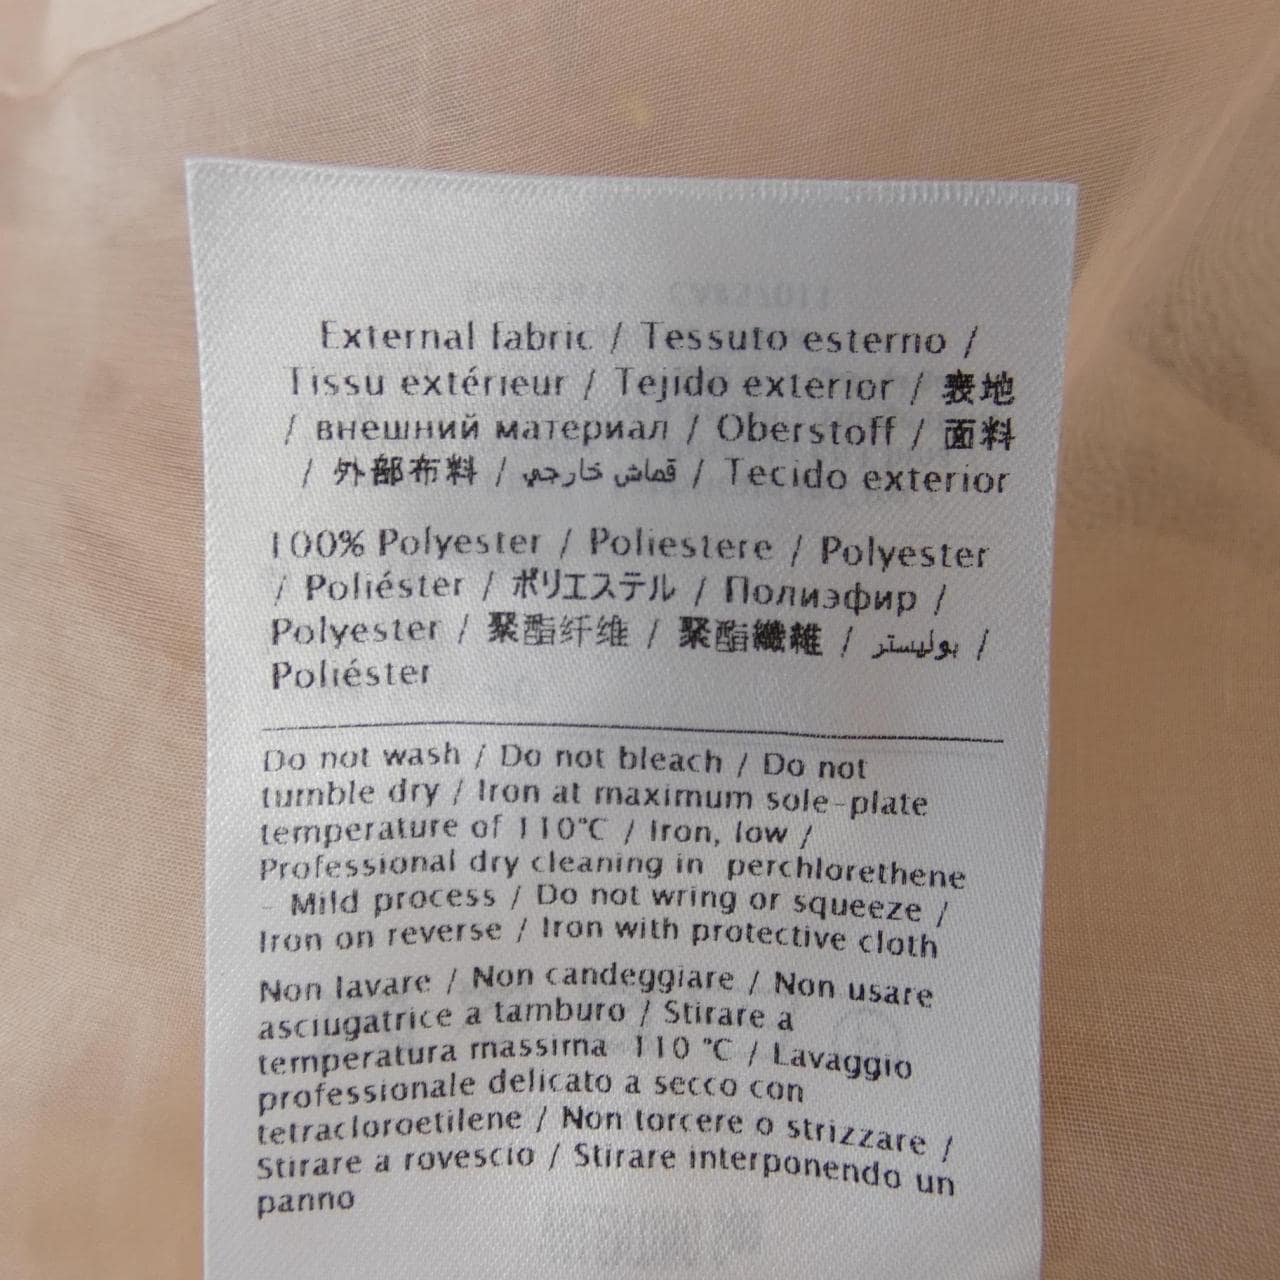 External fabric / Tessuto esterno /
Tissu extérieur / Tejido exterior / 表地
/ внешний материал / Oberstoff / 面料
/ 外部布料 / قماش خارجي / Tecido exterior
100% Polyester / Poliestere / Polyester
/ Poliéster / ポリエステル / Полиэфир /
Polyester / 聚酯纤维 / 聚酯纖維 / بوليستر /
Poliéster
Do not wash / Do not bleach / Do not
tumble dry / Iron at maximum sole-plate
temperature of 110°C / Iron, low /
Professional dry cleaning in perchlorethene
- Mild process / Do not wring or squeeze /
Iron on reverse / Iron with protective cloth
Non lavare / Non candeggiare / Non usare
asciugatrice a tamburo / Stirare a
temperatura massima 110 °C / Lavaggio
professionale delicato a secco con
tetracloroetilene / Non torcere o strizzare /
Stirare a rovescio / Stirare interponendo un
panno